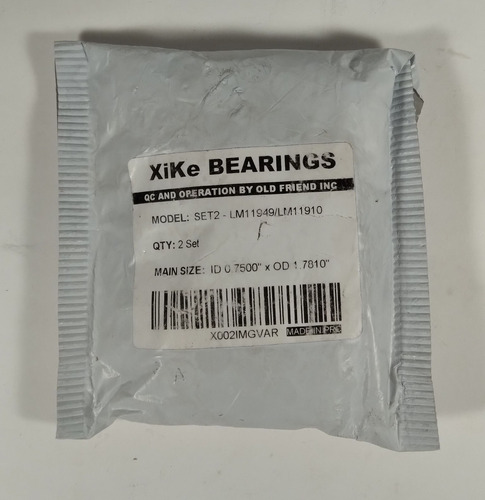 XiKe BEARINGS
QC AND OPERATION BY OLD FRIEND INC
MODEL: SET2 - LM11949/LM11910
QTY: 2 Set
MAIN SIZE: ID 0.7500" x OD 1.7810"
X002IMGVAR MADE IN PRC